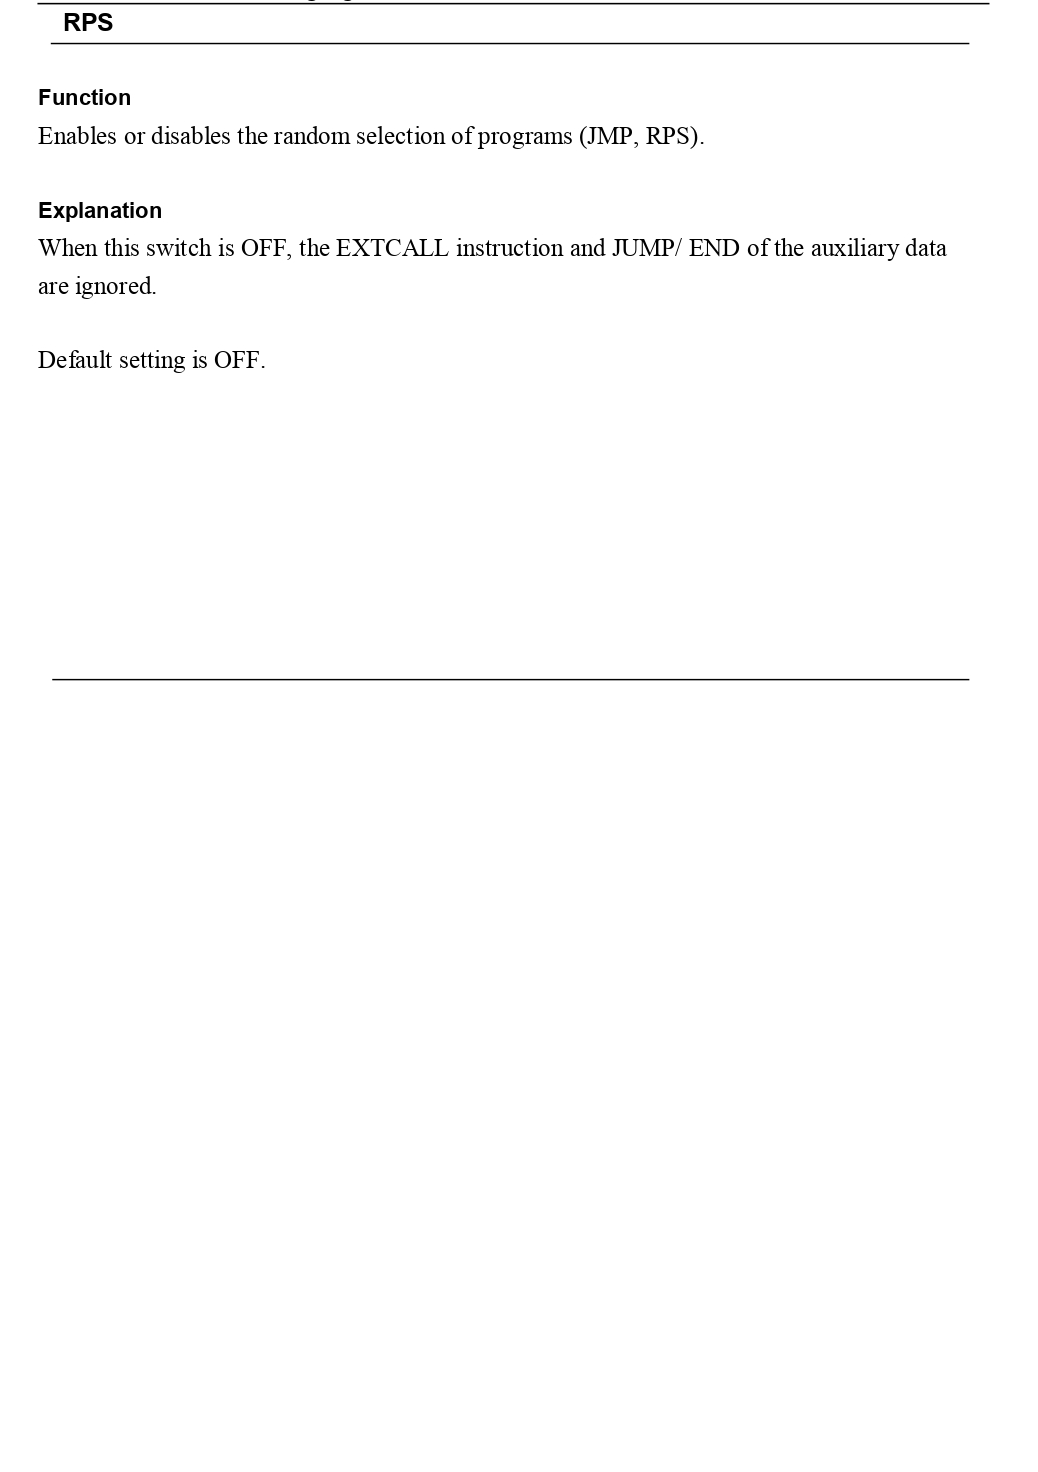 RPS
Function
Enables or disables the random selection of programs (JMP, RPS).
Explanation
When this switch is OFF, the EXTCALL instruction and JUMP/ END of the auxiliary data
are ignored.
Default setting is OFF.